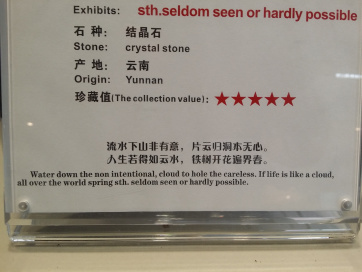 Exhibits: sth.seldom seen or hardly possible
石 种： 结晶石
Stone: crystal stone
产 地： 云南
Origin: Yunnan
珍藏值(The collection value): ★★★★★
流水下山非有意，片云归洞本无心。
人生若得如云水，铁树开花遍界春。
Water down the non intentional, cloud to hole the careless. If life is like a cloud,
all over the world spring sth. seldom seen or hardly possible.